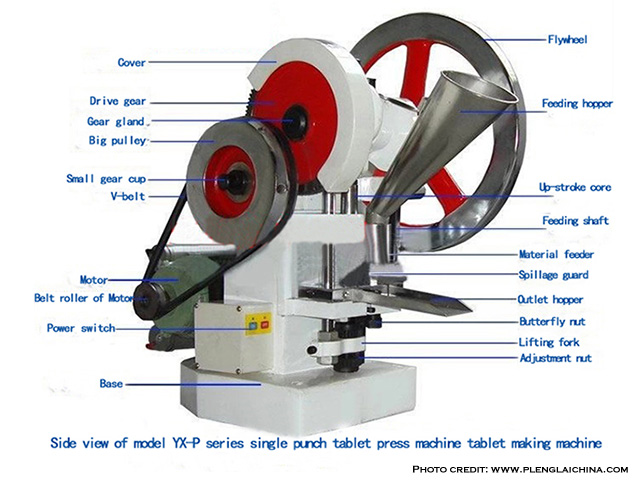 Flywheel
Cover
Drive gear
Feeding hopper
Gear gland
Big pulley
Small gear cup
Up-stroke core
V-belt
Feeding shaft
Material feeder
Spillage guard
Motor
Belt roller of Motor
Outlet hopper
Butterfly nut
Power switch
Lifting fork
Adjustment nut
Base
Side view of model YX-P series single punch tablet press machine tablet making machine
Photo credit: www.plenglaichina.com